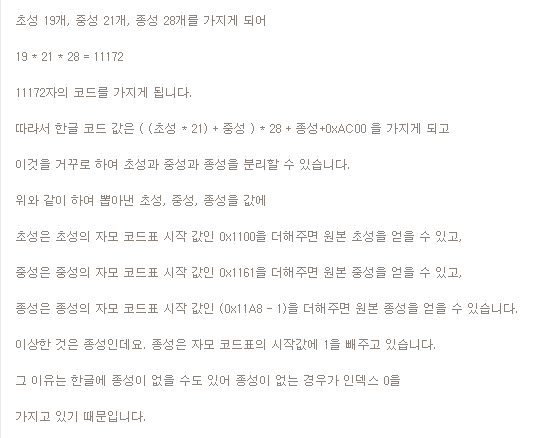 초성 19개, 중성 21개, 종성 28개를 가지게 되어
19 * 21 * 28 = 11172
11172자의 코드를 가지게 됩니다.
따라서 한글 코드 값은 ( (초성 * 21) + 중성 ) * 28 + 종성+0xAC00 을 가지게 되고
이것을 거꾸로 하여 초성과 중성과 종성을 분리할 수 있습니다.
위와 같이 하여 뽑아낸 초성, 중성, 종성을 값에
초성은 초성의 자모 코드표 시작 값인 0x1100을 더해주면 원본 초성을 얻을 수 있고,
중성은 중성의 자모 코드표 시작 값인 0x1161을 더해주면 원본 중성을 얻을 수 있고,
종성은 종성의 자모 코드표 시작 값인 (0x11A8 - 1)을 더해주면 원본 종성을 얻을 수 있습니다.
이상한 것은 종성인데요. 종성은 자모 코드표의 시작값에 1을 빼주고 있습니다.
그 이유는 한글에 종성이 없을 수도 있어 종성이 없는 경우가 인덱스 0을
가지고 있기 때문입니다.